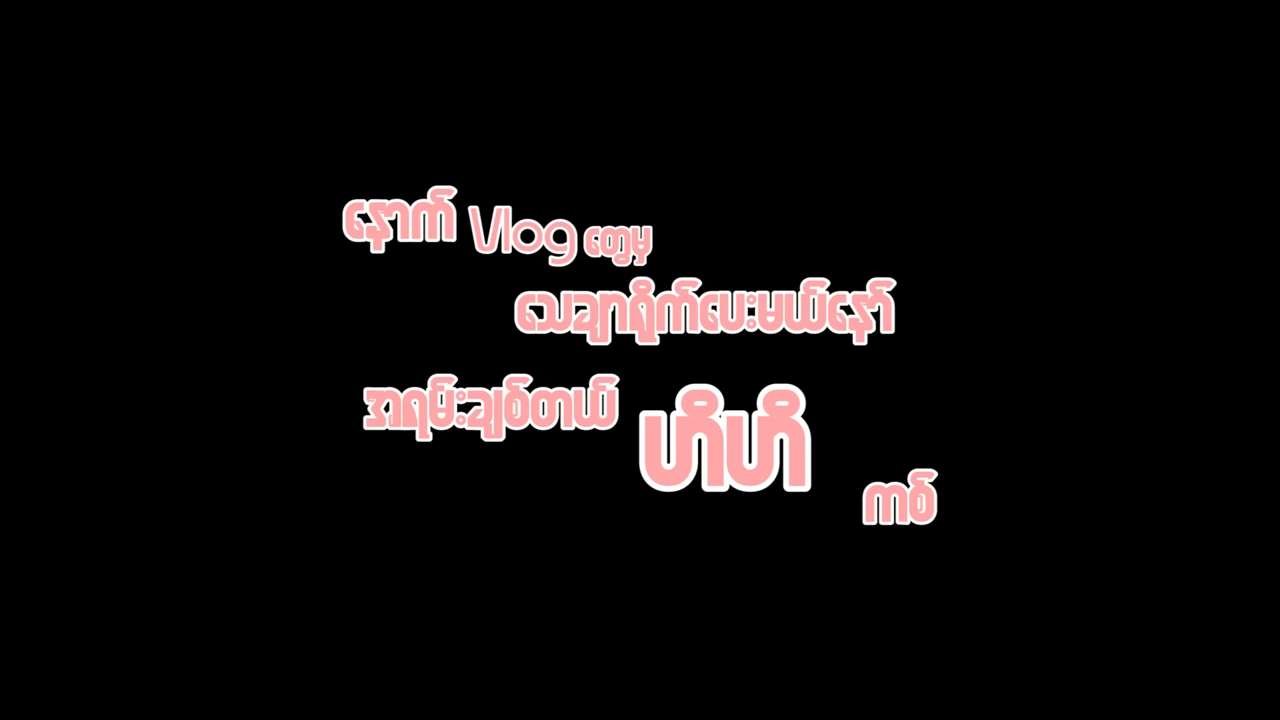 နောက် Vlog တွေမှ
သေချာရိုက်ပေးမယ်နော်
အရမ်းချစ်တယ် ဟိဟိ
ကစ်